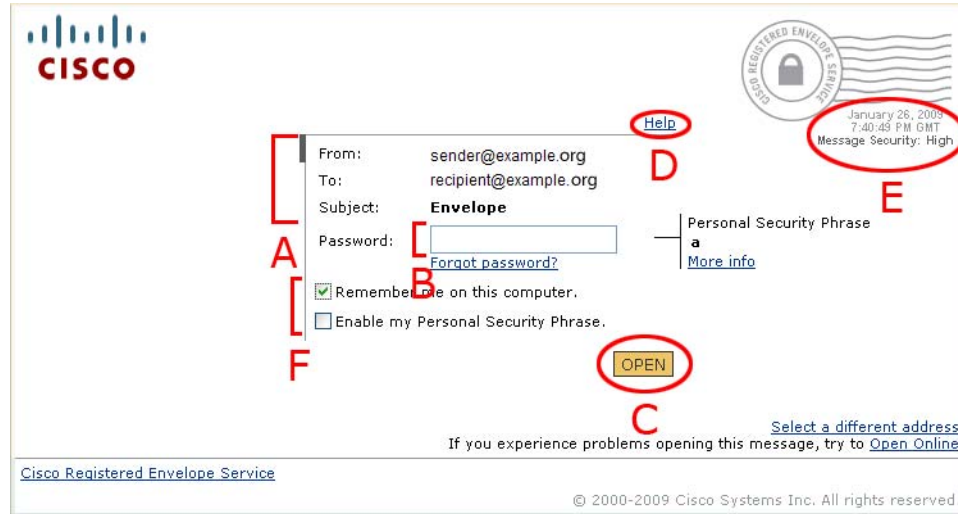 CISCO
CISCO REGISTERED ENVELOPE SERVICE
January 26, 2009
7:40:49 PM GMT
Message Security: High
E
Help
D
From: sender@example.org
To: recipient@example.org
Subject: Envelope
A
Password:
B
Forgot password?
Personal Security Phrase
a
More info
Remember me on this computer.
Enable my Personal Security Phrase.
F
OPEN
C
Select a different address
If you experience problems opening this message, try to Open Online
Cisco Registered Envelope Service
© 2000-2009 Cisco Systems Inc. All rights reserved